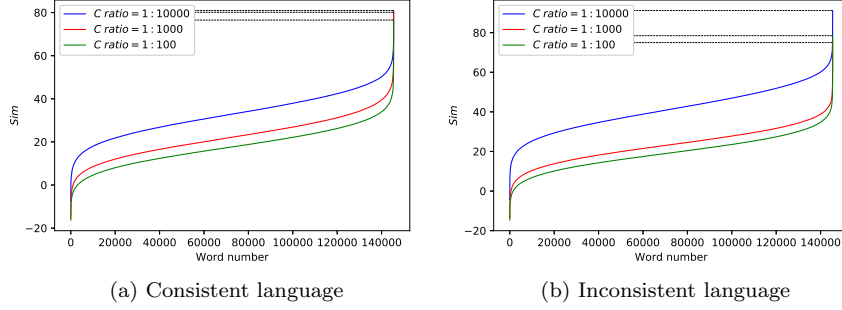 80
60
40
20
0
−20
Sim
C ratio = 1 : 10000
C ratio = 1 : 1000
C ratio = 1 : 100
0 20000 40000 60000 80000 100000 120000 140000
Word number
(a) Consistent language
80
60
40
20
0
−20
Sim
C ratio = 1 : 10000
C ratio = 1 : 1000
C ratio = 1 : 100
0 20000 40000 60000 80000 100000 120000 140000
Word number
(b) Inconsistent language